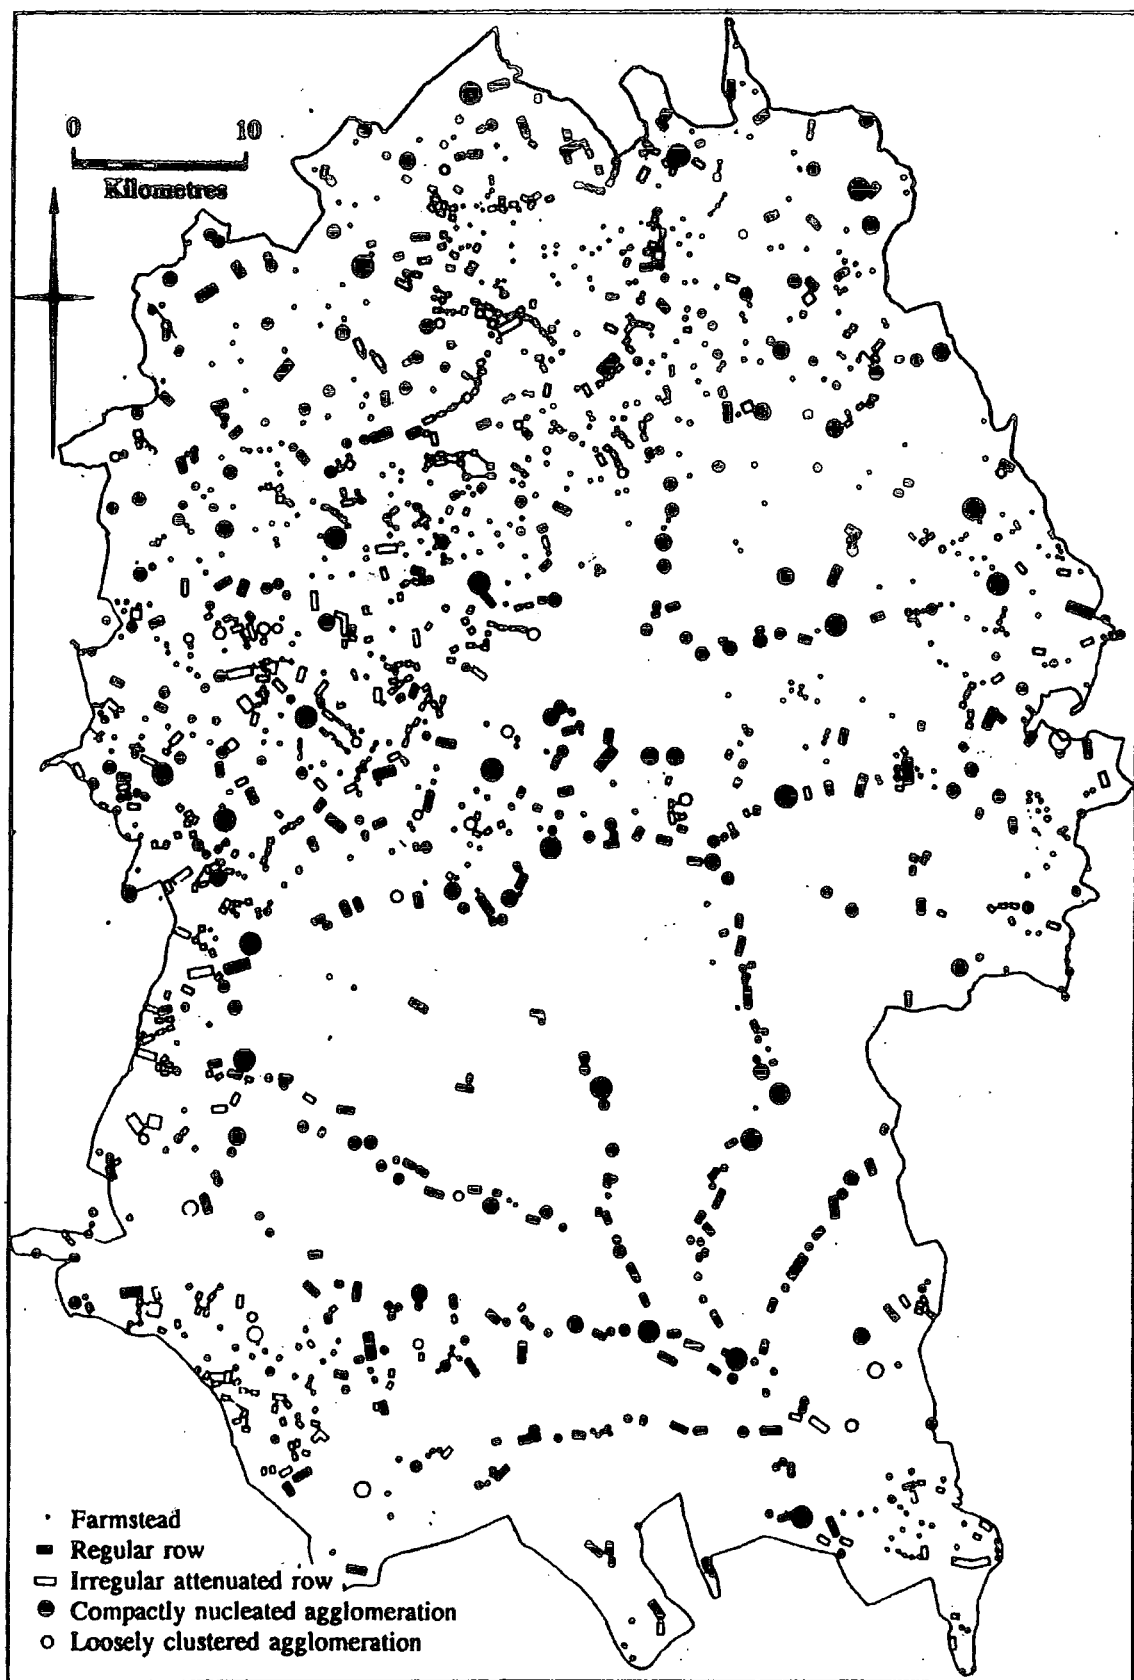 0 10
Kilometres
Farmstead
Regular row
Irregular attenuated row
Compactly nucleated agglomeration
Loosely clustered agglomeration